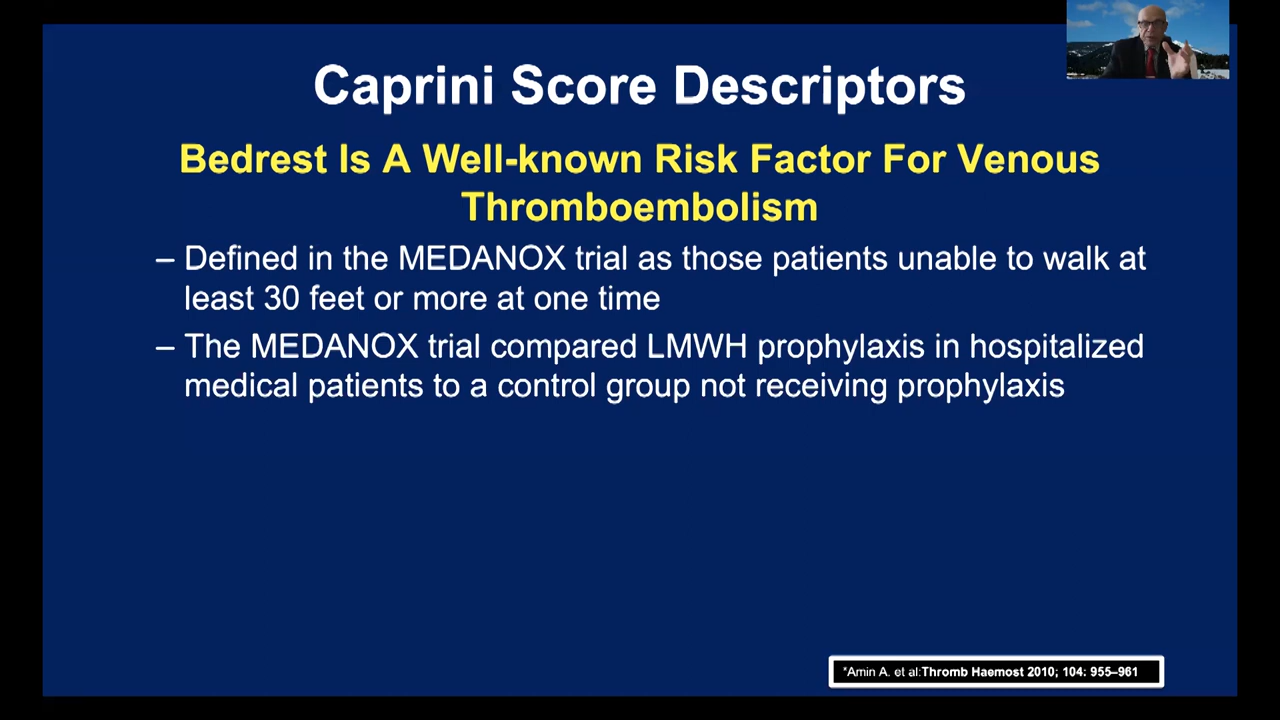 Caprini Score Descriptors
Bedrest Is A Well-known Risk Factor For Venous
Thromboembolism
– Defined in the MEDANOX trial as those patients unable to walk at
least 30 feet or more at one time
– The MEDANOX trial compared LMWH prophylaxis in hospitalized
medical patients to a control group not receiving prophylaxis
*Amin A. et al:Thromb Haemost 2010; 104: 955–961